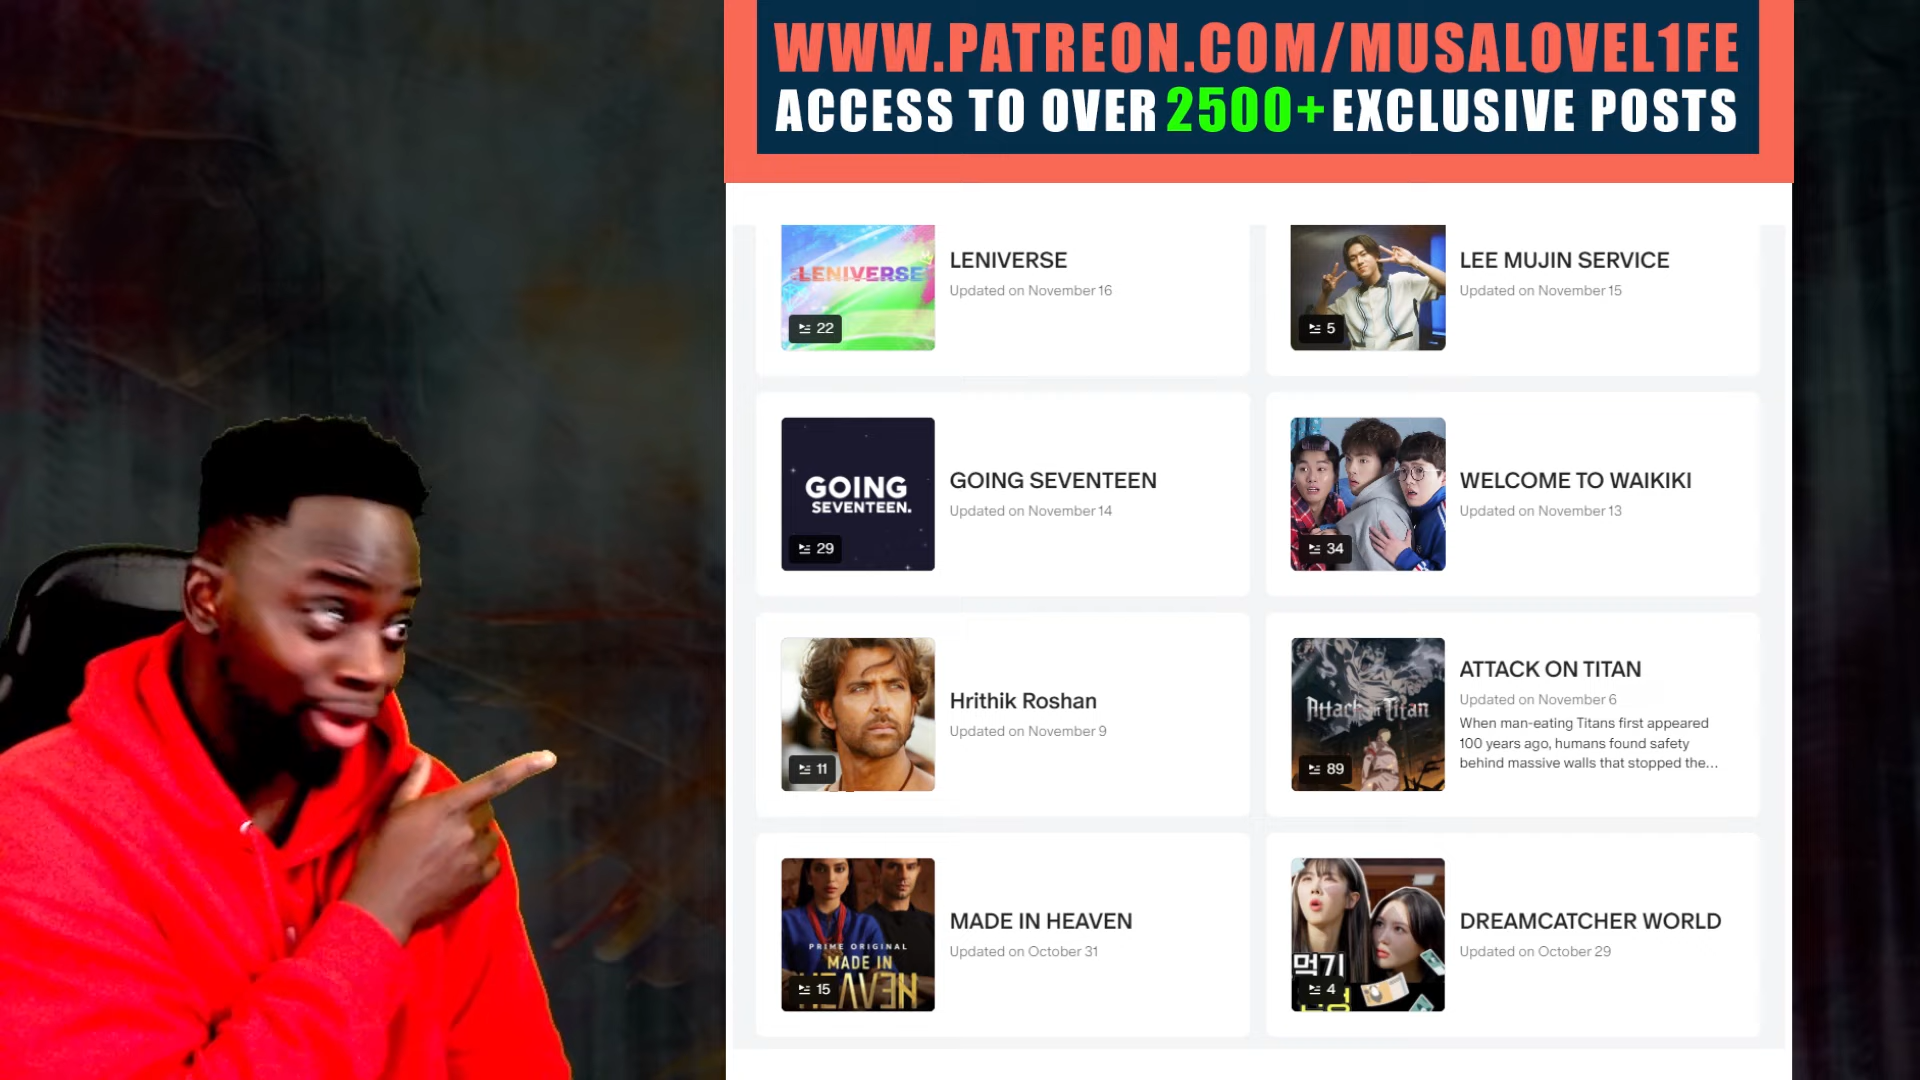 WWW.PATREON.COM/MUSALOVEL1FE
ACCESS TO OVER 2500+ EXCLUSIVE POSTS
LENIVERSE
22
LENIVERSE
Updated on November 16
5
LEE MUJIN SERVICE
Updated on November 15
GOING
SEVENTEEN.
29
GOING SEVENTEEN
Updated on November 14
34
WELCOME TO WAIKIKI
Updated on November 13
11
Hrithik Roshan
Updated on November 9
Attack on Titan
89
ATTACK ON TITAN
Updated on November 6
When man-eating Titans first appeared
100 years ago, humans found safety
behind massive walls that stopped the...
PRIME ORIGINAL
MADE IN
HEAVEN
15
MADE IN HEAVEN
Updated on October 31
먹기
4
DREAMCATCHER WORLD
Updated on October 29